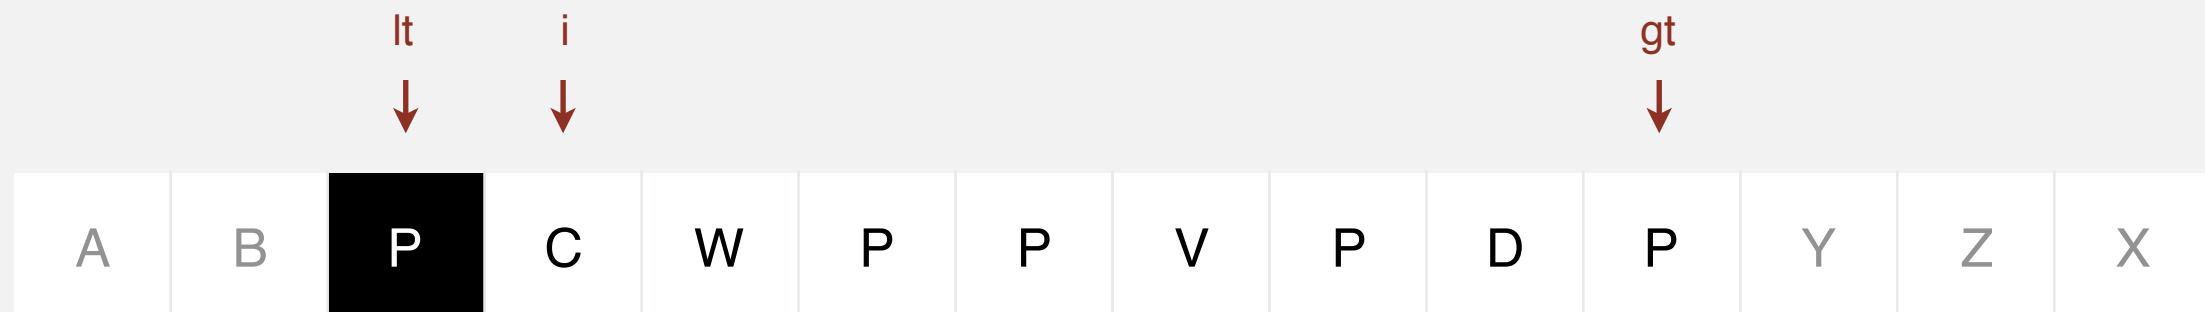 lt i gt
A B P C W P P V P D P Y Z X